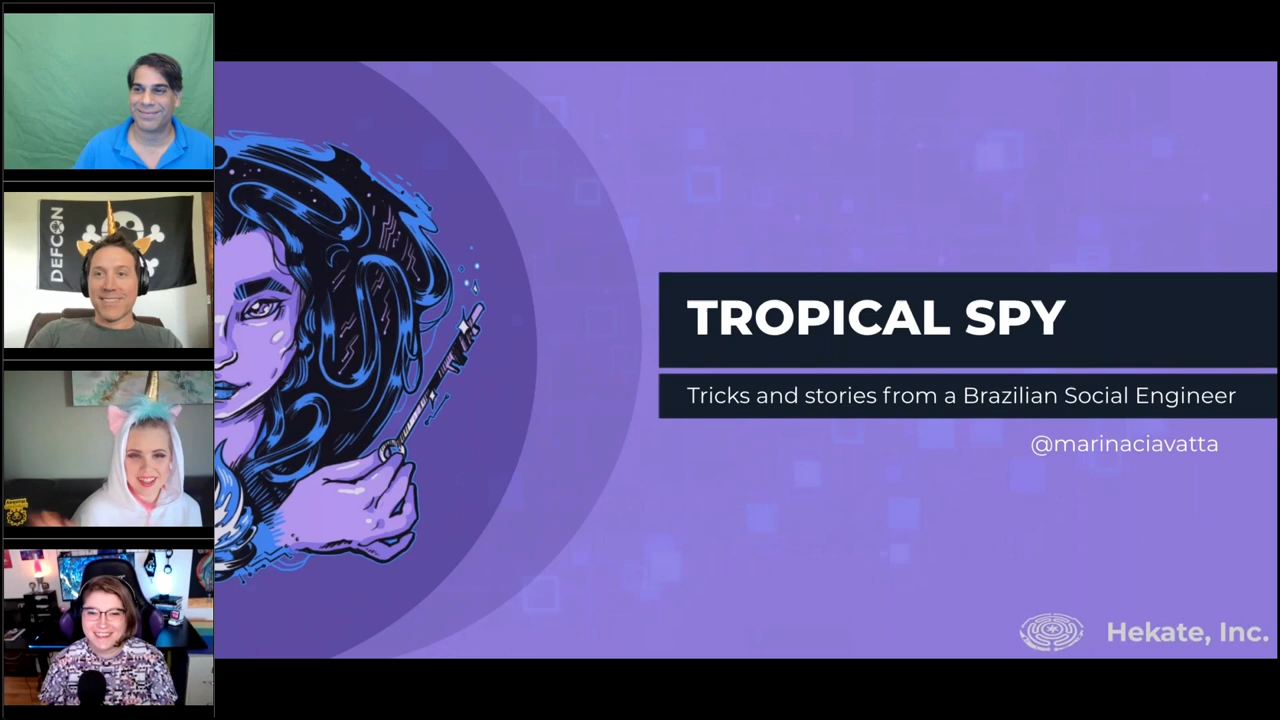 DEFCON
TROPICAL SPY
Tricks and stories from a Brazilian Social Engineer
@marinaciavatta
Hekate, Inc.